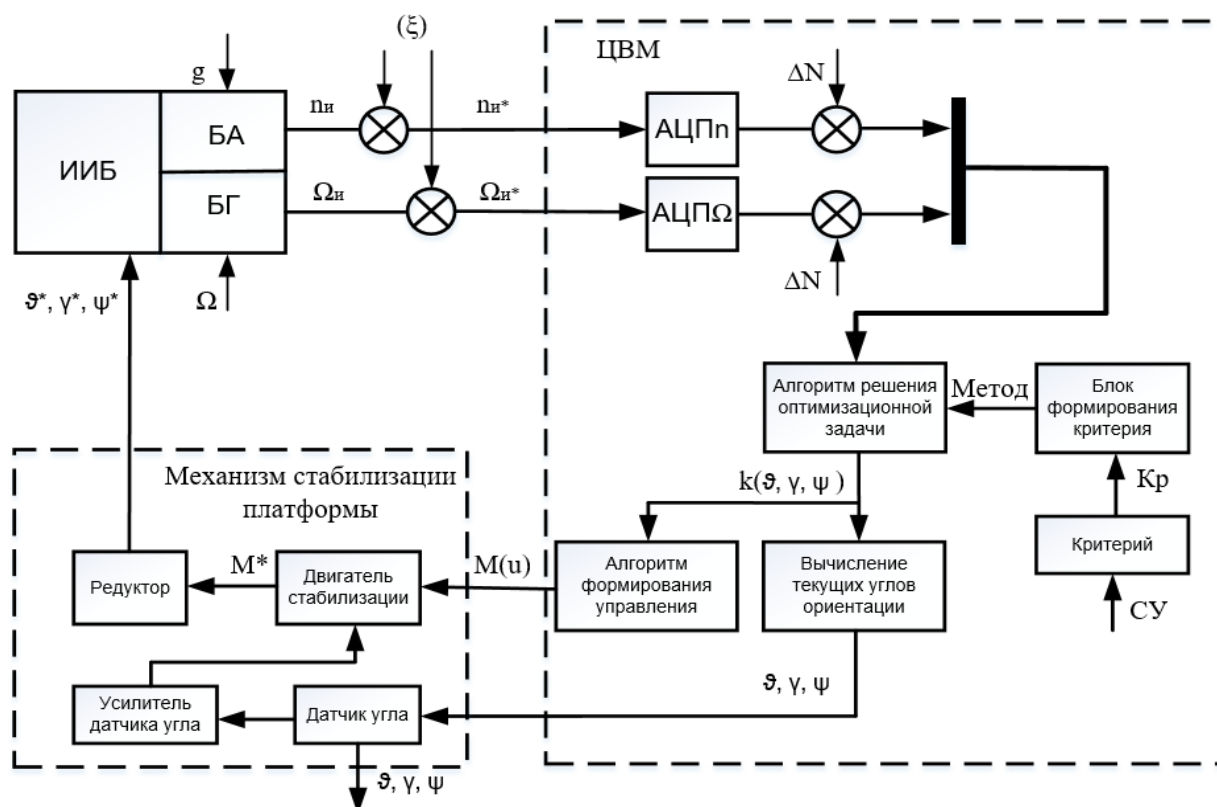 (ξ)
ЦВМ
g
ΔN
nи
nи*
БА
ИИБ
АЦПn
БГ
Ωи
Ωи*
АЦПΩ
ΔN
Ω
ϑ*, γ*, ψ*
Алгоритм решения
оптимизационной
задачи
Метод
Блок
формирования
критерия
Механизм стабилизации
платформы
k(ϑ, γ, ψ )
Кр
Редуктор
M*
Двигатель
стабилизации
M(u)
Алгоритм
формирования
управления
Вычисление
текущих углов
ориентации
Критерий
СУ
ϑ, γ, ψ
Усилитель
датчика угла
Датчик угла
ϑ, γ, ψ